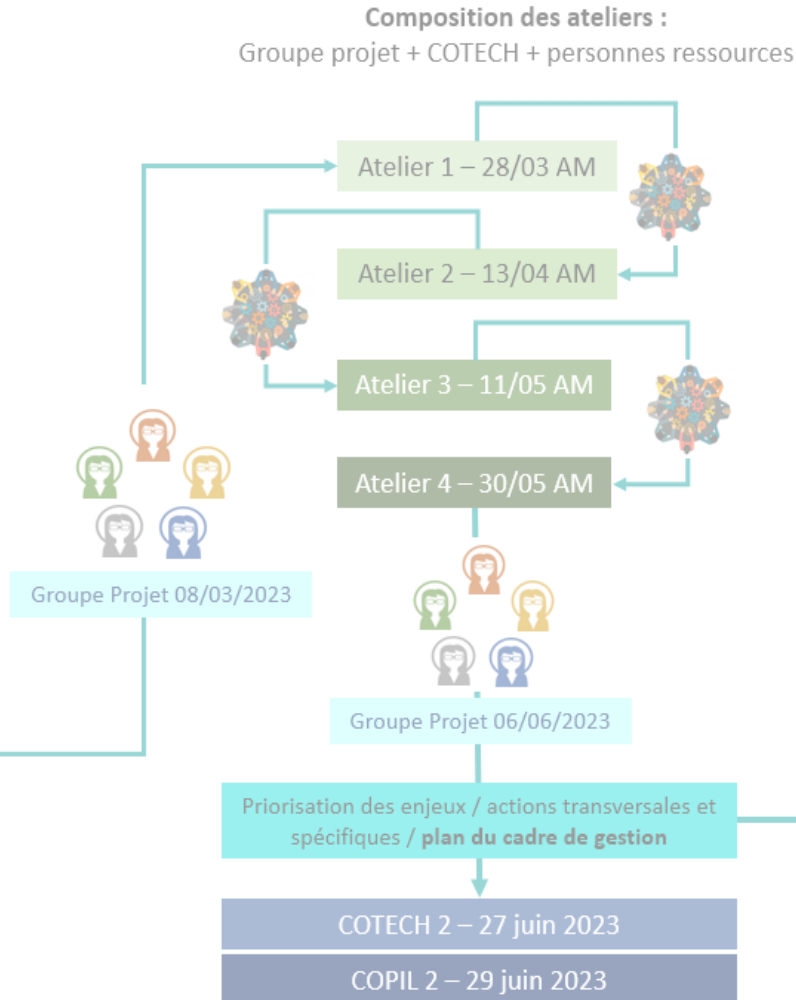 Composition des ateliers :
Groupe projet + COTECH + personnes ressources
Atelier 1 – 28/03 AM
Atelier 2 – 13/04 AM
Atelier 3 – 11/05 AM
Atelier 4 – 30/05 AM
Groupe Projet 08/03/2023
Groupe Projet 06/06/2023
Priorisation des enjeux / actions transversales et
spécifiques / plan du cadre de gestion
COTECH 2 – 27 juin 2023
COPIL 2 – 29 juin 2023